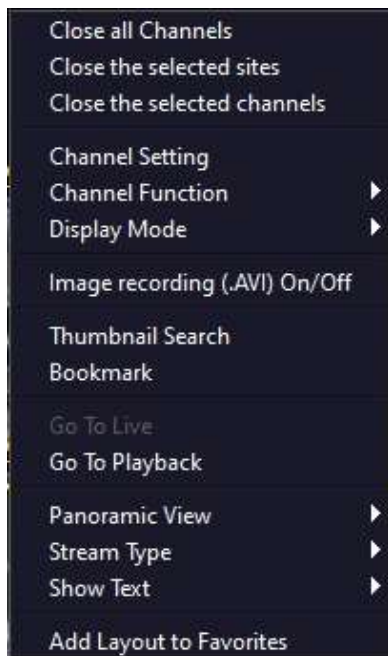 Close all Channels
Close the selected sites
Close the selected channels
Channel Setting
Channel Function
Display Mode
Image recording (.AVI) On/Off
Thumbnail Search
Bookmark
Go To Live
Go To Playback
Panoramic View
Stream Type
Show Text
Add Layout to Favorites